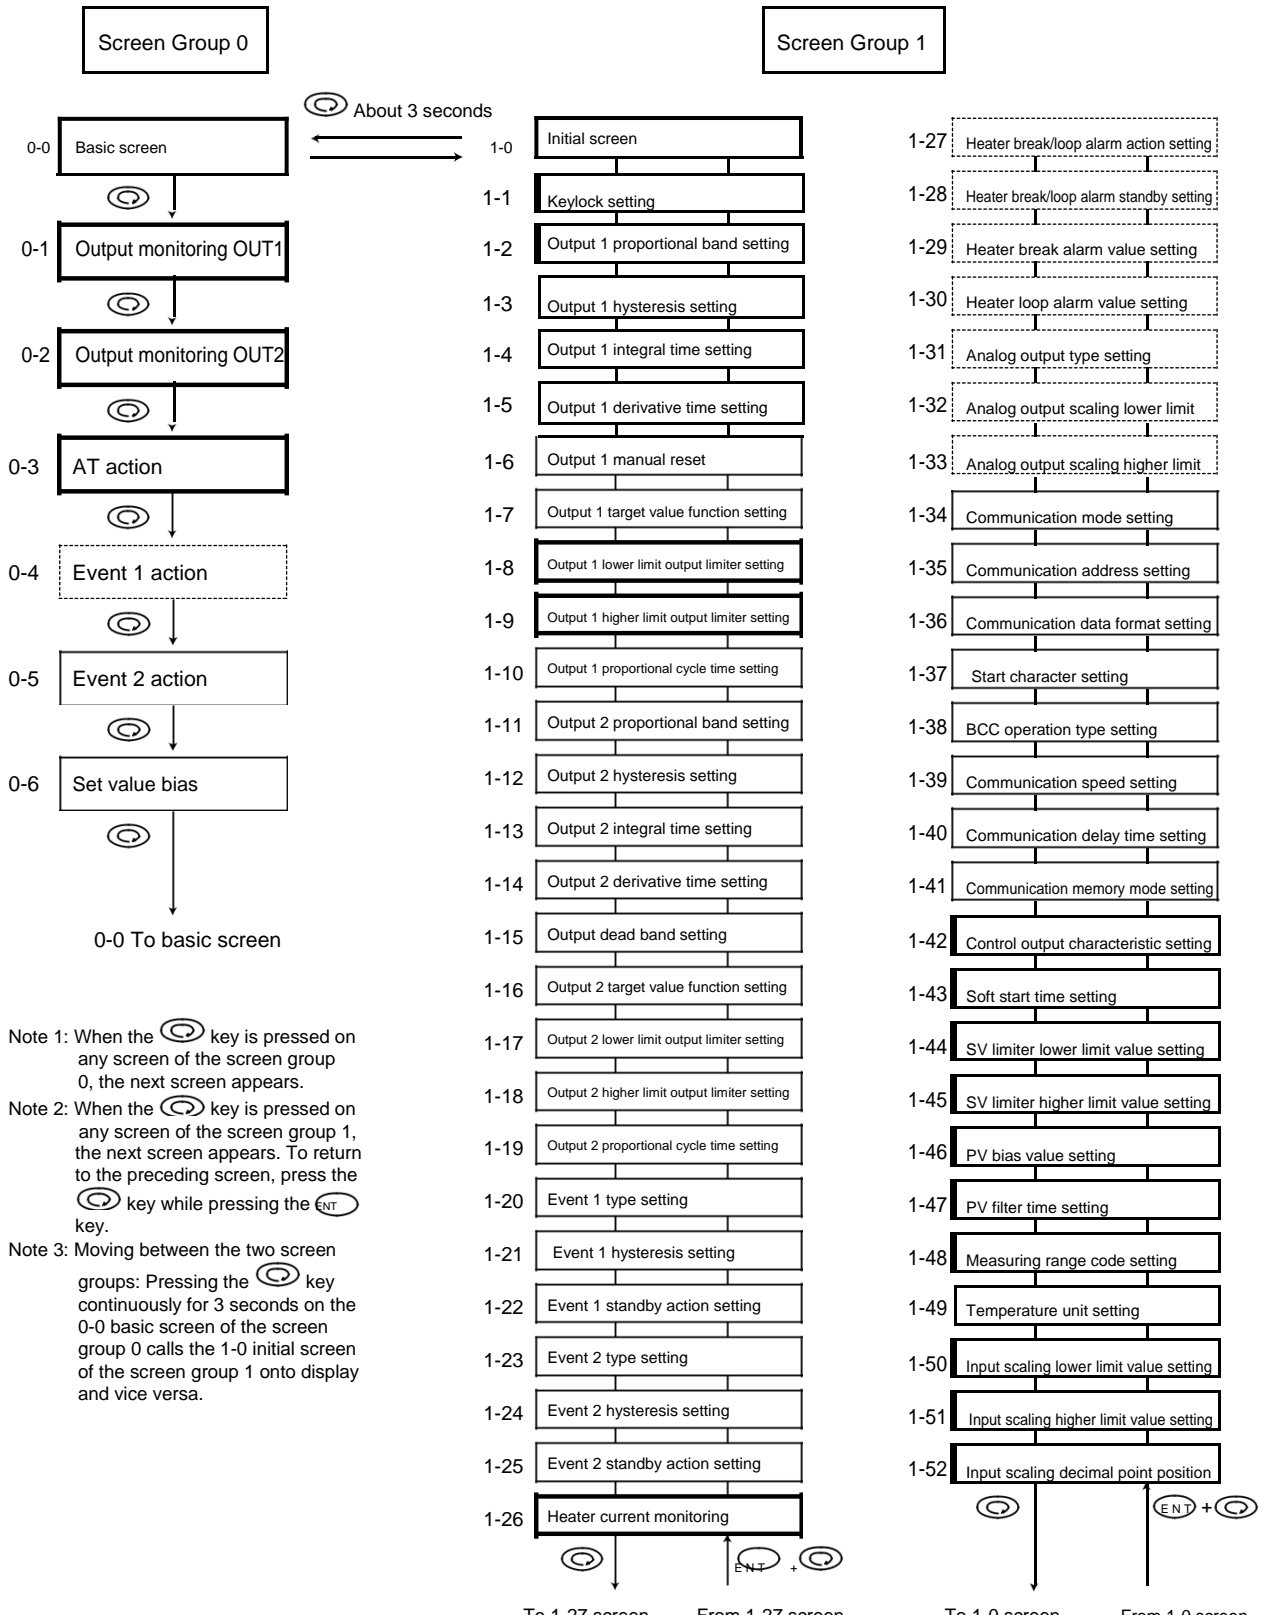 Screen Group 0
Screen Group 1
About 3 seconds
0-0 Basic screen
0-1 Output monitoring OUT1
0-2 Output monitoring OUT2
0-3 AT action
0-4 Event 1 action
0-5 Event 2 action
0-6 Set value bias
0-0 To basic screen
Note 1: When the key is pressed on
any screen of the screen group
0, the next screen appears.
Note 2: When the key is pressed on
any screen of the screen group 1,
the next screen appears. To return
to the preceding screen, press the
key while pressing the ENT
key.
Note 3: Moving between the two screen
groups: Pressing the key
continuously for 3 seconds on the
0-0 basic screen of the screen
group 0 calls the 1-0 initial screen
of the screen group 1 onto display
and vice versa.
1-0 Initial screen
1-1 Keylock setting
1-2 Output 1 proportional band setting
1-3 Output 1 hysteresis setting
1-4 Output 1 integral time setting
1-5 Output 1 derivative time setting
1-6 Output 1 manual reset
1-7 Output 1 target value function setting
1-8 Output 1 lower limit output limiter setting
1-9 Output 1 higher limit output limiter setting
1-10 Output 1 proportional cycle time setting
1-11 Output 2 proportional band setting
1-12 Output 2 hysteresis setting
1-13 Output 2 integral time setting
1-14 Output 2 derivative time setting
1-15 Output dead band setting
1-16 Output 2 target value function setting
1-17 Output 2 lower limit output limiter setting
1-18 Output 2 higher limit output limiter setting
1-19 Output 2 proportional cycle time setting
1-20 Event 1 type setting
1-21 Event 1 hysteresis setting
1-22 Event 1 standby action setting
1-23 Event 2 type setting
1-24 Event 2 hysteresis setting
1-25 Event 2 standby action setting
1-26 Heater current monitoring
ENT +
To 1-27 screen From 1-27 screen
1-27 Heater break/loop alarm action setting
1-28 Heater break/loop alarm standby setting
1-29 Heater break alarm value setting
1-30 Heater loop alarm value setting
1-31 Analog output type setting
1-32 Analog output scaling lower limit
1-33 Analog output scaling higher limit
1-34 Communication mode setting
1-35 Communication address setting
1-36 Communication data format setting
1-37 Start character setting
1-38 BCC operation type setting
1-39 Communication speed setting
1-40 Communication delay time setting
1-41 Communication memory mode setting
1-42 Control output characteristic setting
1-43 Soft start time setting
1-44 SV limiter lower limit value setting
1-45 SV limiter higher limit value setting
1-46 PV bias value setting
1-47 PV filter time setting
1-48 Measuring range code setting
1-49 Temperature unit setting
1-50 Input scaling lower limit value setting
1-51 Input scaling higher limit value setting
1-52 Input scaling decimal point position
ENT +
To 1-0 screen From 1-0 screen